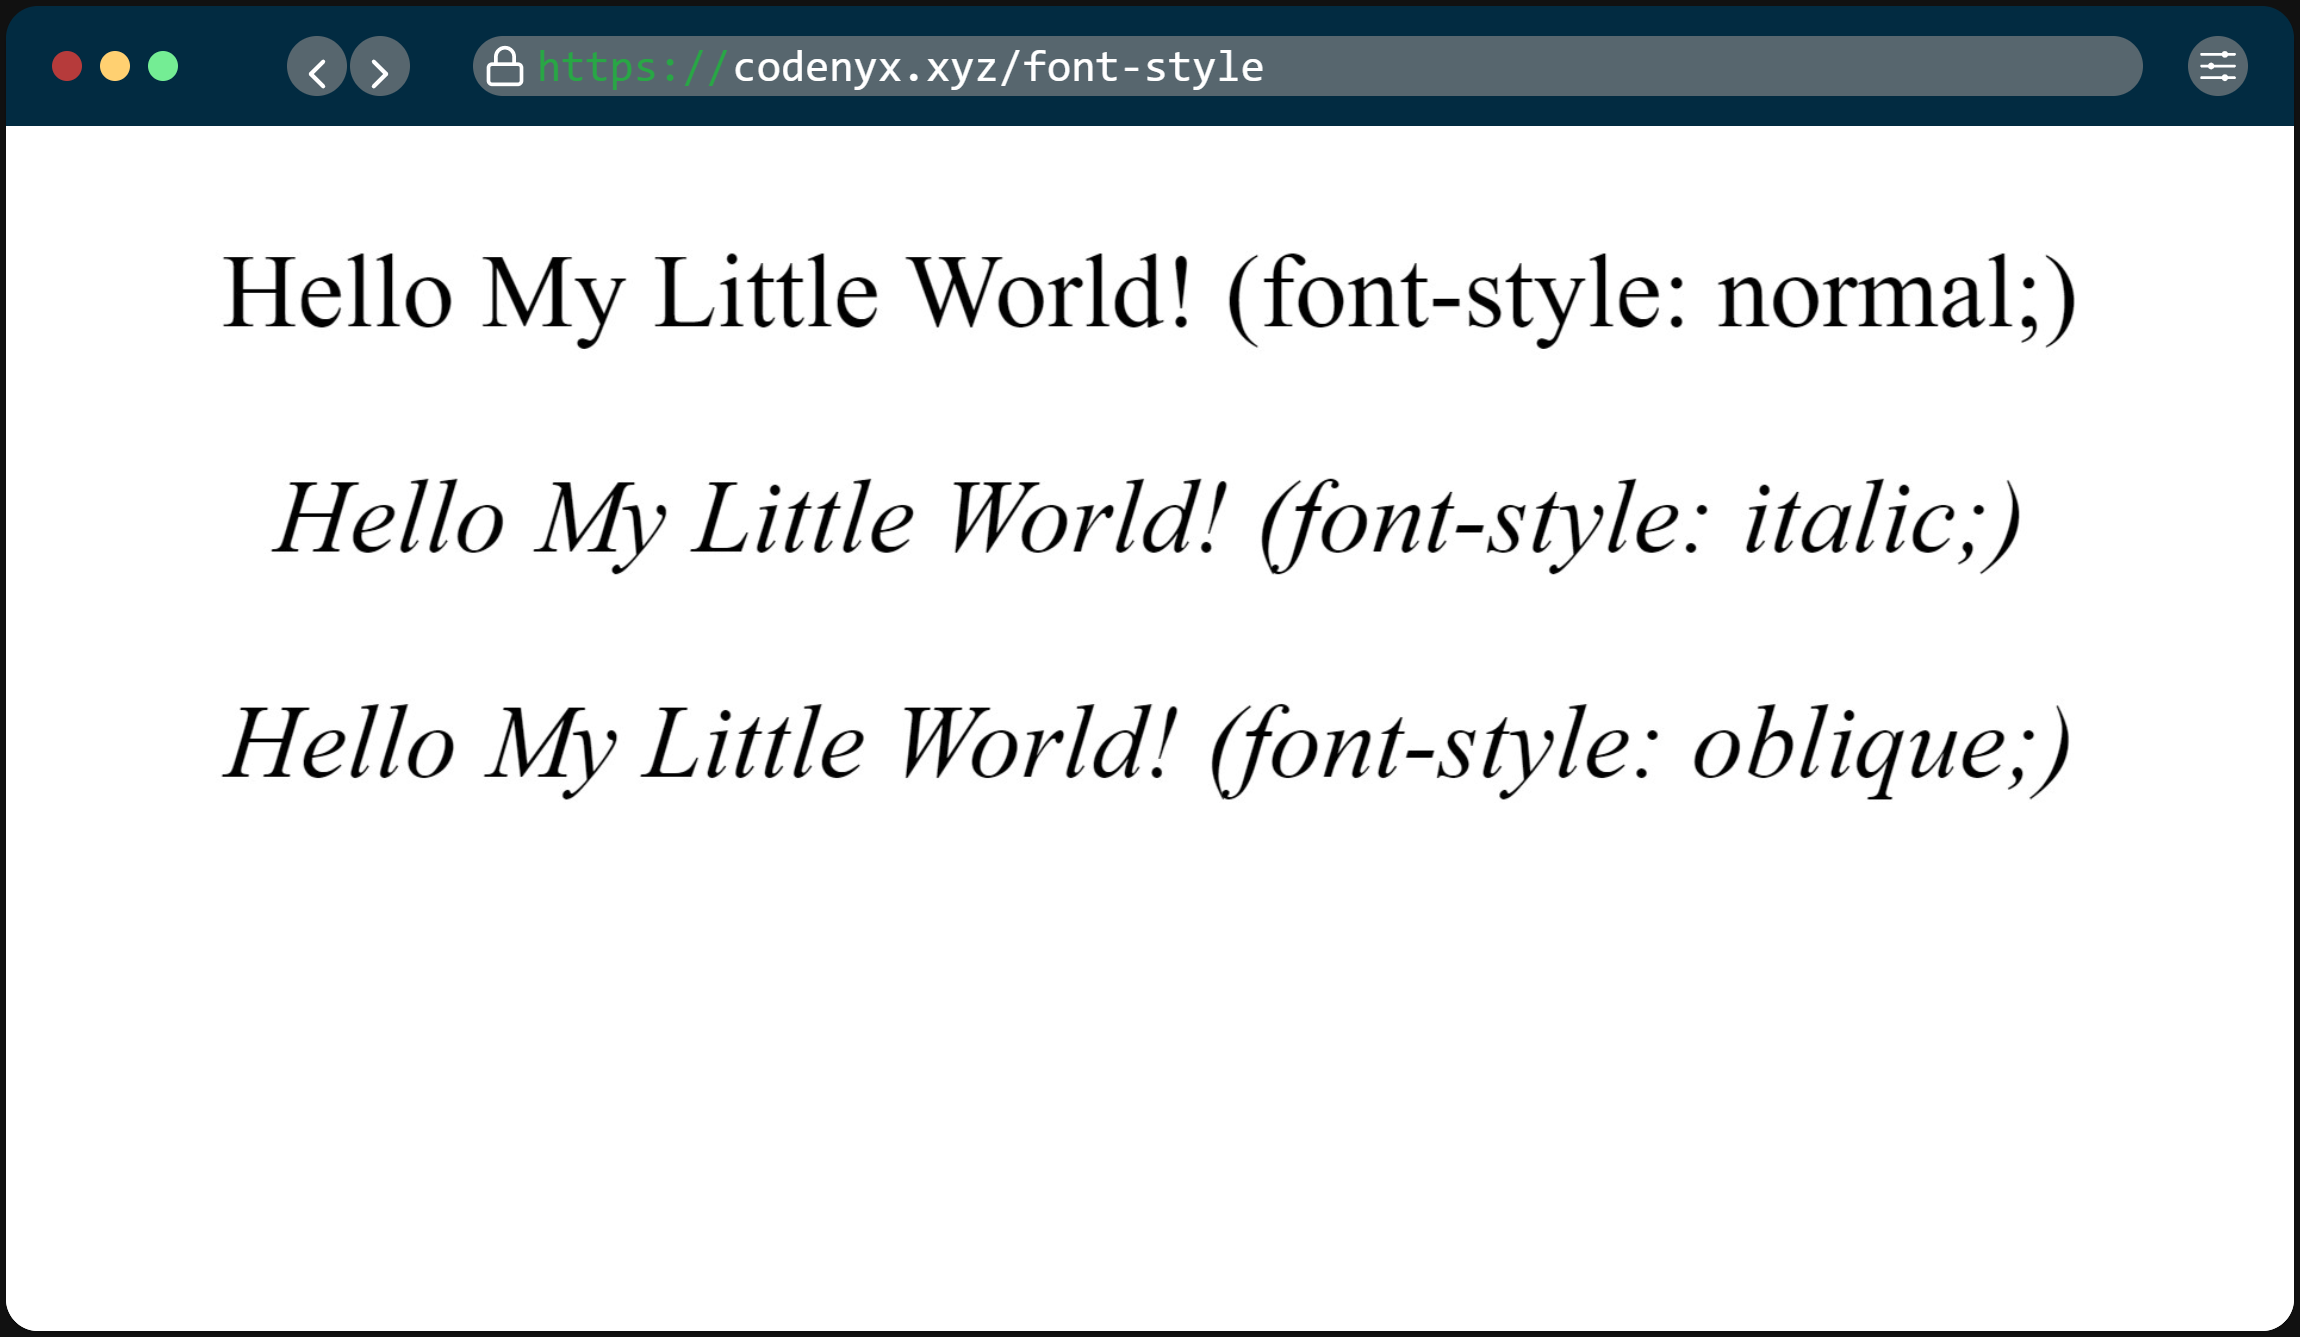 https://codenyx.xyz/font-style
Hello My Little World! (font-style: normal;)
Hello My Little World! (font-style: italic;)
Hello My Little World! (font-style: oblique;)